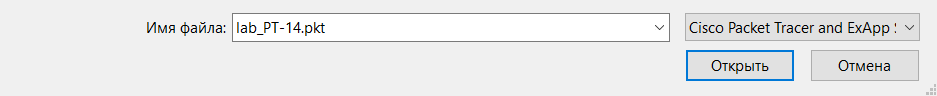 Имя файла: lab_PT-14.pkt Cisco Packet Tracer and ExApp
Открыть Отмена